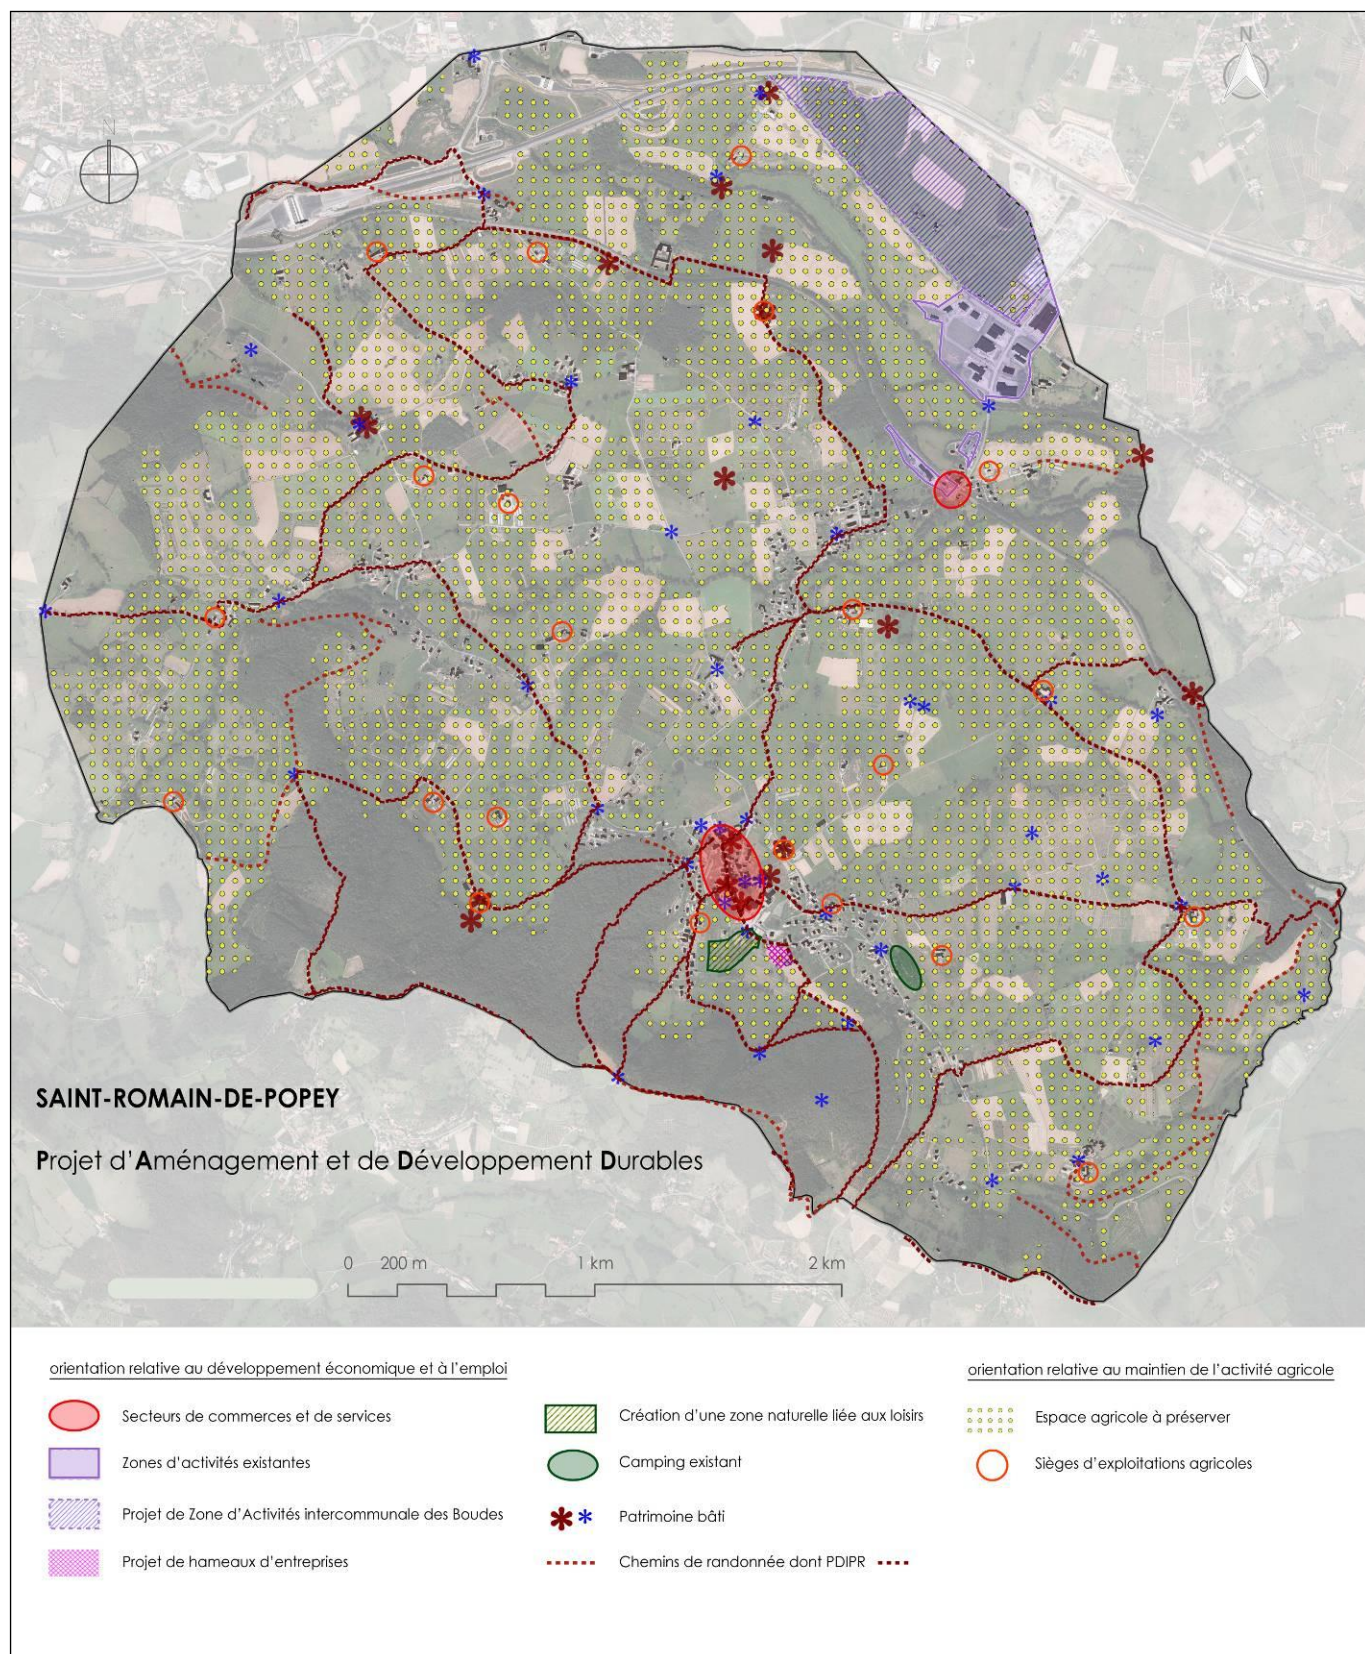 N
N
SAINT-ROMAIN-DE-POPEY
Projet d'Aménagement et de Développement Durables
0 200 m 1 km 2 km
orientation relative au développement économique et à l'emploi
Secteurs de commerces et de services
Zones d'activités existantes
Projet de Zone d'Activités intercommunale des Boudes
Projet de hameaux d'entreprises
Création d'une zone naturelle liée aux loisirs
Camping existant
Patrimoine bâti
Chemins de randonnée dont PDIPR
orientation relative au maintien de l'activité agricole
Espace agricole à préserver
Sièges d'exploitations agricoles